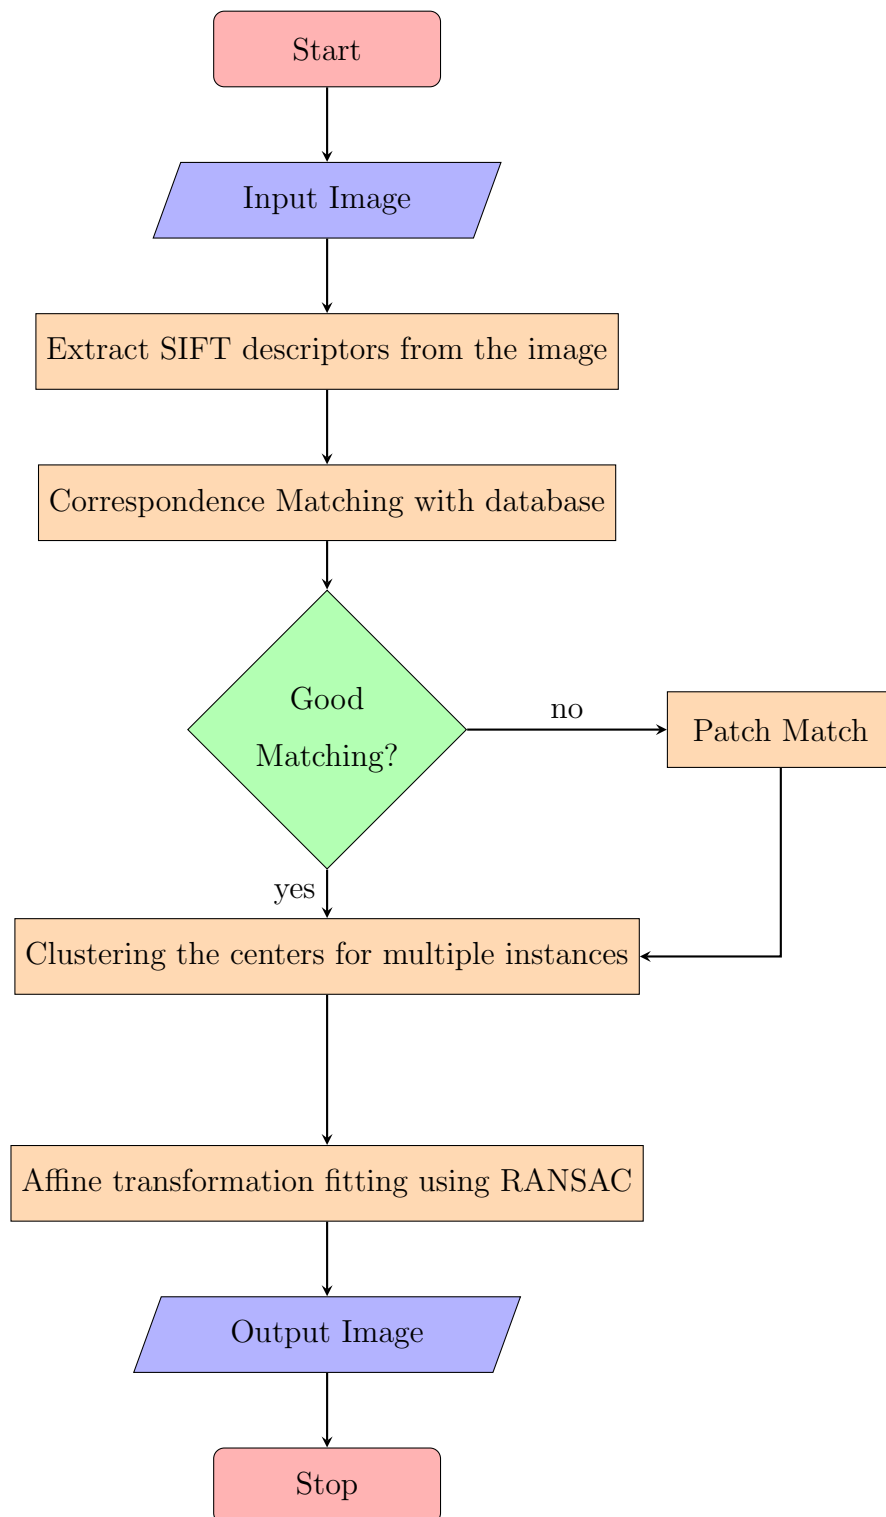 Start
Input Image
Extract SIFT descriptors from the image
Correspondence Matching with database
Good
Matching?
no
Patch Match
yes
Clustering the centers for multiple instances
Affine transformation fitting using RANSAC
Output Image
Stop